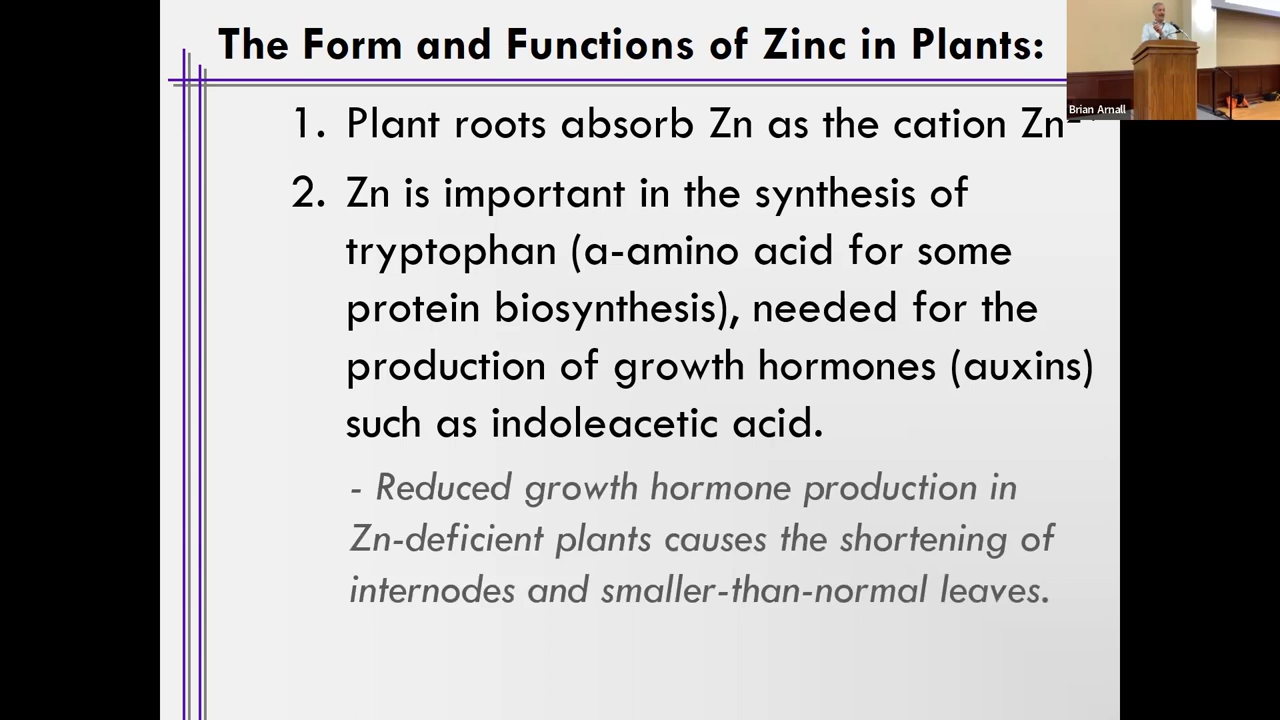 The Form and Functions of Zinc in Plants:
Brian Arnall
1. Plant roots absorb Zn as the cation Zn
2. Zn is important in the synthesis of
tryptophan (a-amino acid for some
protein biosynthesis), needed for the
production of growth hormones (auxins)
such as indoleacetic acid.
- Reduced growth hormone production in
Zn-deficient plants causes the shortening of
internodes and smaller-than-normal leaves.